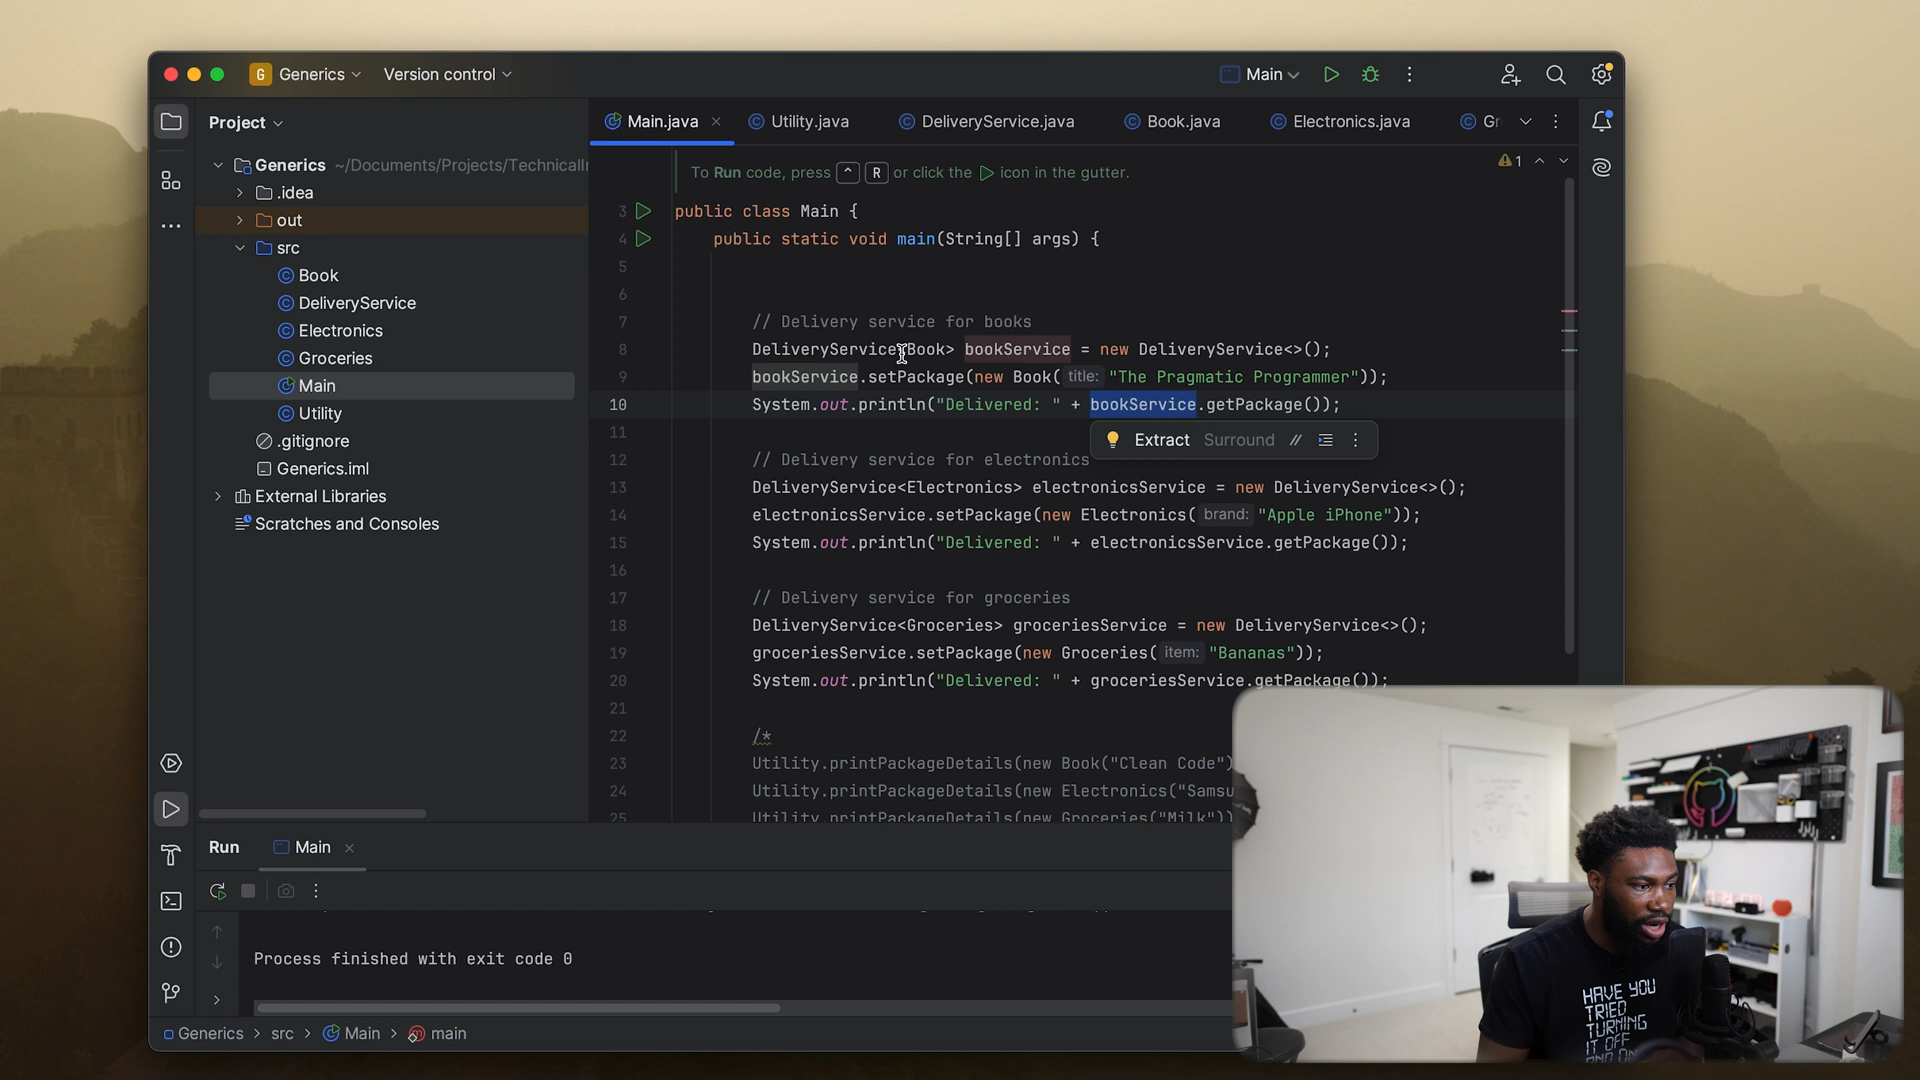 G Generics Version control
Main
Project
Main.java Utility.java DeliveryService.java Book.java Electronics.java Gr
Generics ~/Documents/Projects/TechnicalIn
.idea
out
src
Book
DeliveryService
Electronics
Groceries
Main
Utility
.gitignore
Generics.iml
External Libraries
Scratches and Consoles
To Run code, press ^ R or click the icon in the gutter.
1
3 public class Main {
4 public static void main(String[] args) {
5
6
7 // Delivery service for books
8 DeliveryService<Book> bookService = new DeliveryService<>();
9 bookService.setPackage(new Book( title: "The Pragmatic Programmer"));
10 System.out.println("Delivered: " + bookService.getPackage());
11
Extract Surround //
12 // Delivery service for electronics
13 DeliveryService<Electronics> electronicsService = new DeliveryService<>();
14 electronicsService.setPackage(new Electronics( brand: "Apple iPhone"));
15 System.out.println("Delivered: " + electronicsService.getPackage());
16
17 // Delivery service for groceries
18 DeliveryService<Groceries> groceriesService = new DeliveryService<>();
19 groceriesService.setPackage(new Groceries( item: "Bananas"));
20 System.out.println("Delivered: " + groceriesService.getPackage());
21
22 /*
23 Utility.printPackageDetails(new Book("Clean Code")
24 Utility.printPackageDetails(new Electronics("Samsu
25 Utility.printPackageDetails(new Groceries("Milk"))
Run Main
Process finished with exit code 0
Generics > src > Main > main
HAVE YOU
TRIED
TURNING
IT OFF
AND ON